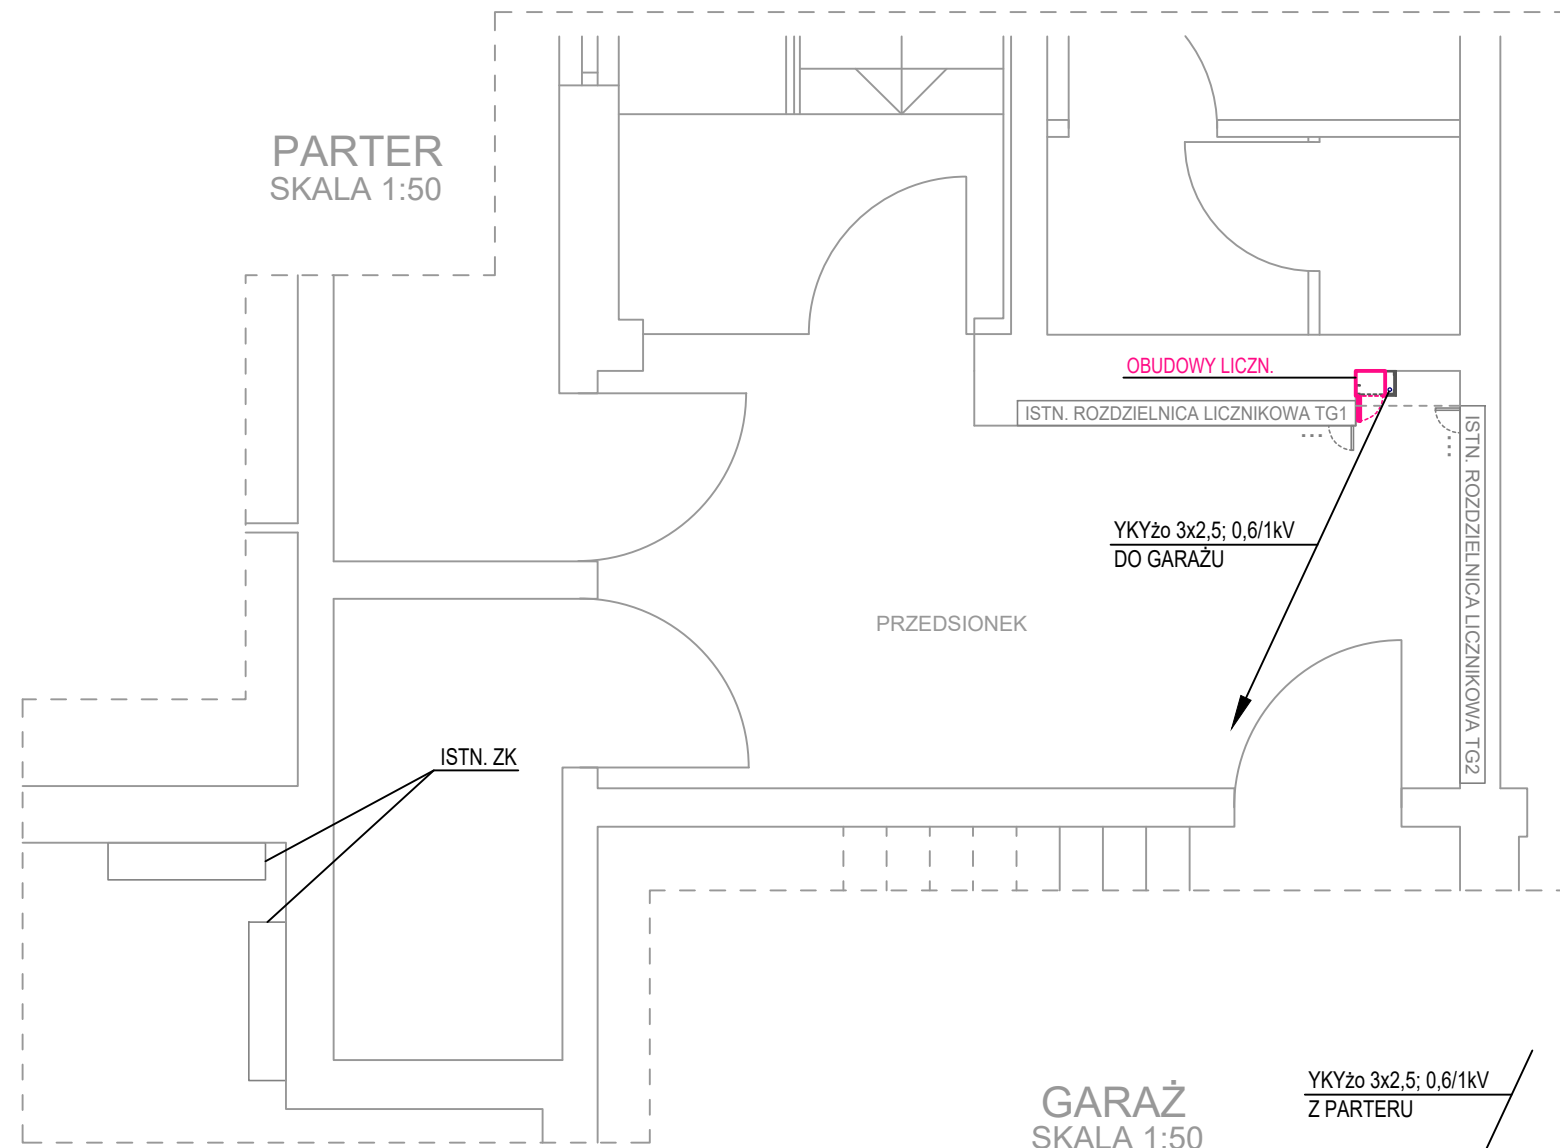 PARTER
SKALA 1:50
OBUDOWY LICZN.
ISTN. ROZDZIELNICA LICZNIKOWA TG1
ISTN. ROZDZIELNICA LICZNIKOWA TG2
YKYżo 3x2,5; 0,6/1kV
DO GARAŻU
PRZEDSIONEK
ISTN. ZK
GARAŻ
SKALA 1:50
YKYżo 3x2,5; 0,6/1kV
Z PARTERU